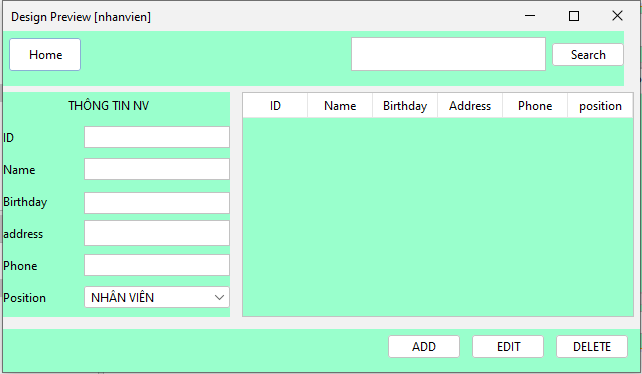 Design Preview [nhanvien]
Home
Search
THÔNG TIN NV
ID
Name
Birthday
address
Phone
Position
NHÂN VIÊN
ID Name Birthday Address Phone position
ADD EDIT DELETE